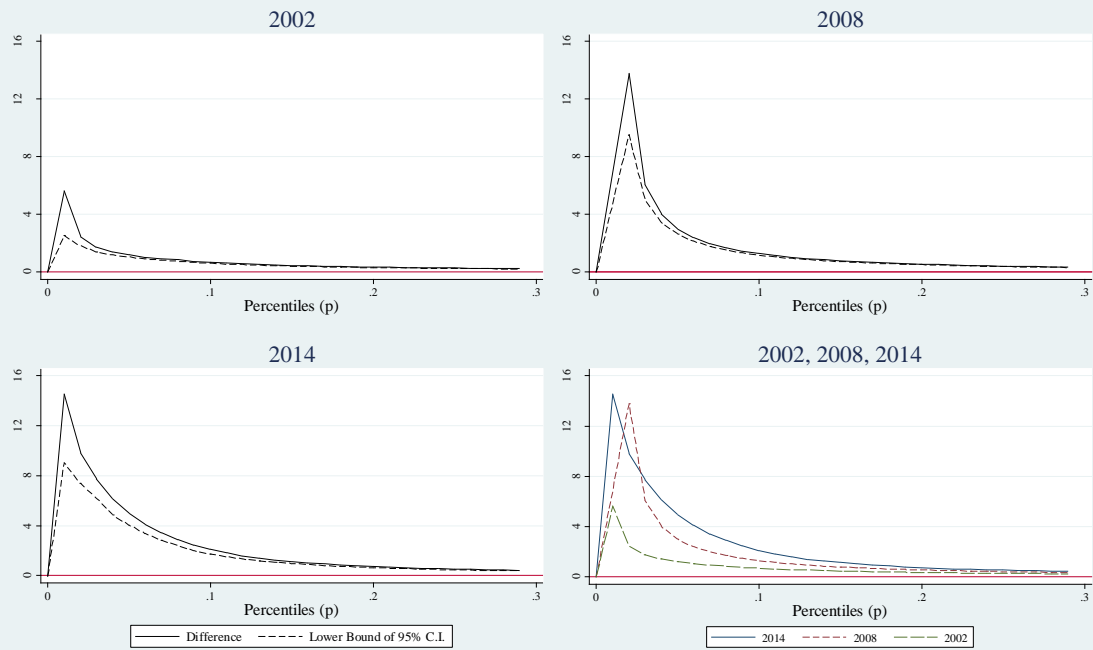 2002
16
12
8
4
0
0 .1 .2 .3
Percentiles (p)
2008
16
12
8
4
0
0 .1 .2 .3
Percentiles (p)
2014
16
12
8
4
0
0 .1 .2 .3
Percentiles (p)
Difference Lower Bound of 95% C.I.
2002, 2008, 2014
16
12
8
4
0
0 .1 .2 .3
Percentiles (p)
2014 2008 2002